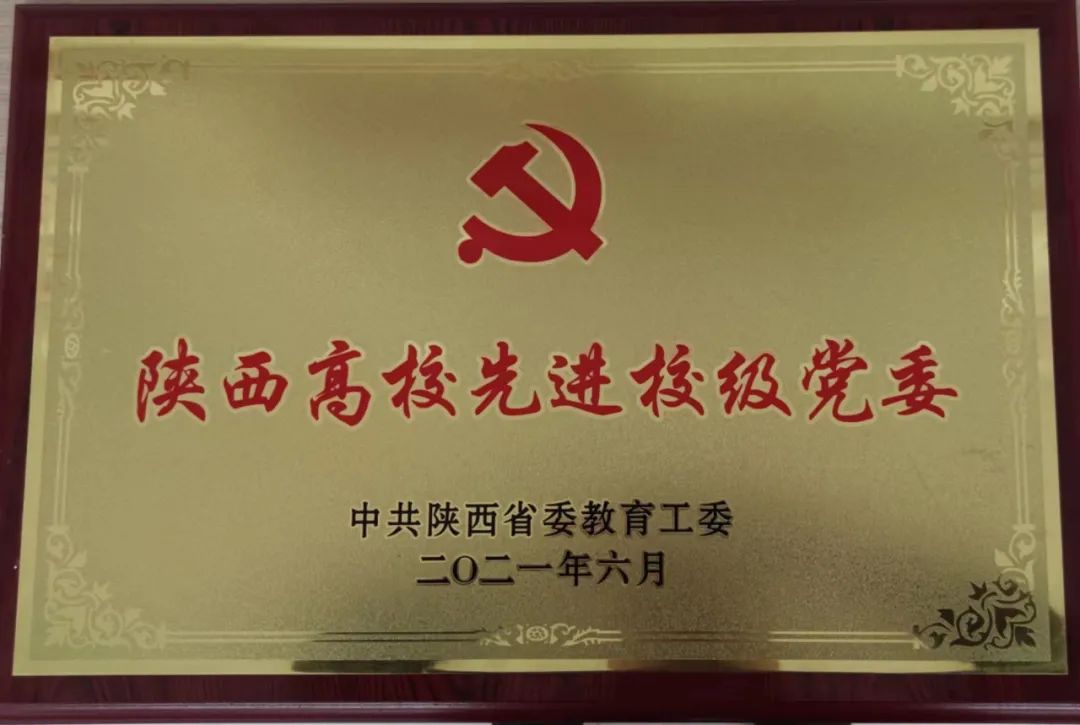 陕西高校先进校级党委
中共陕西省委教育工委
二〇二一年六月